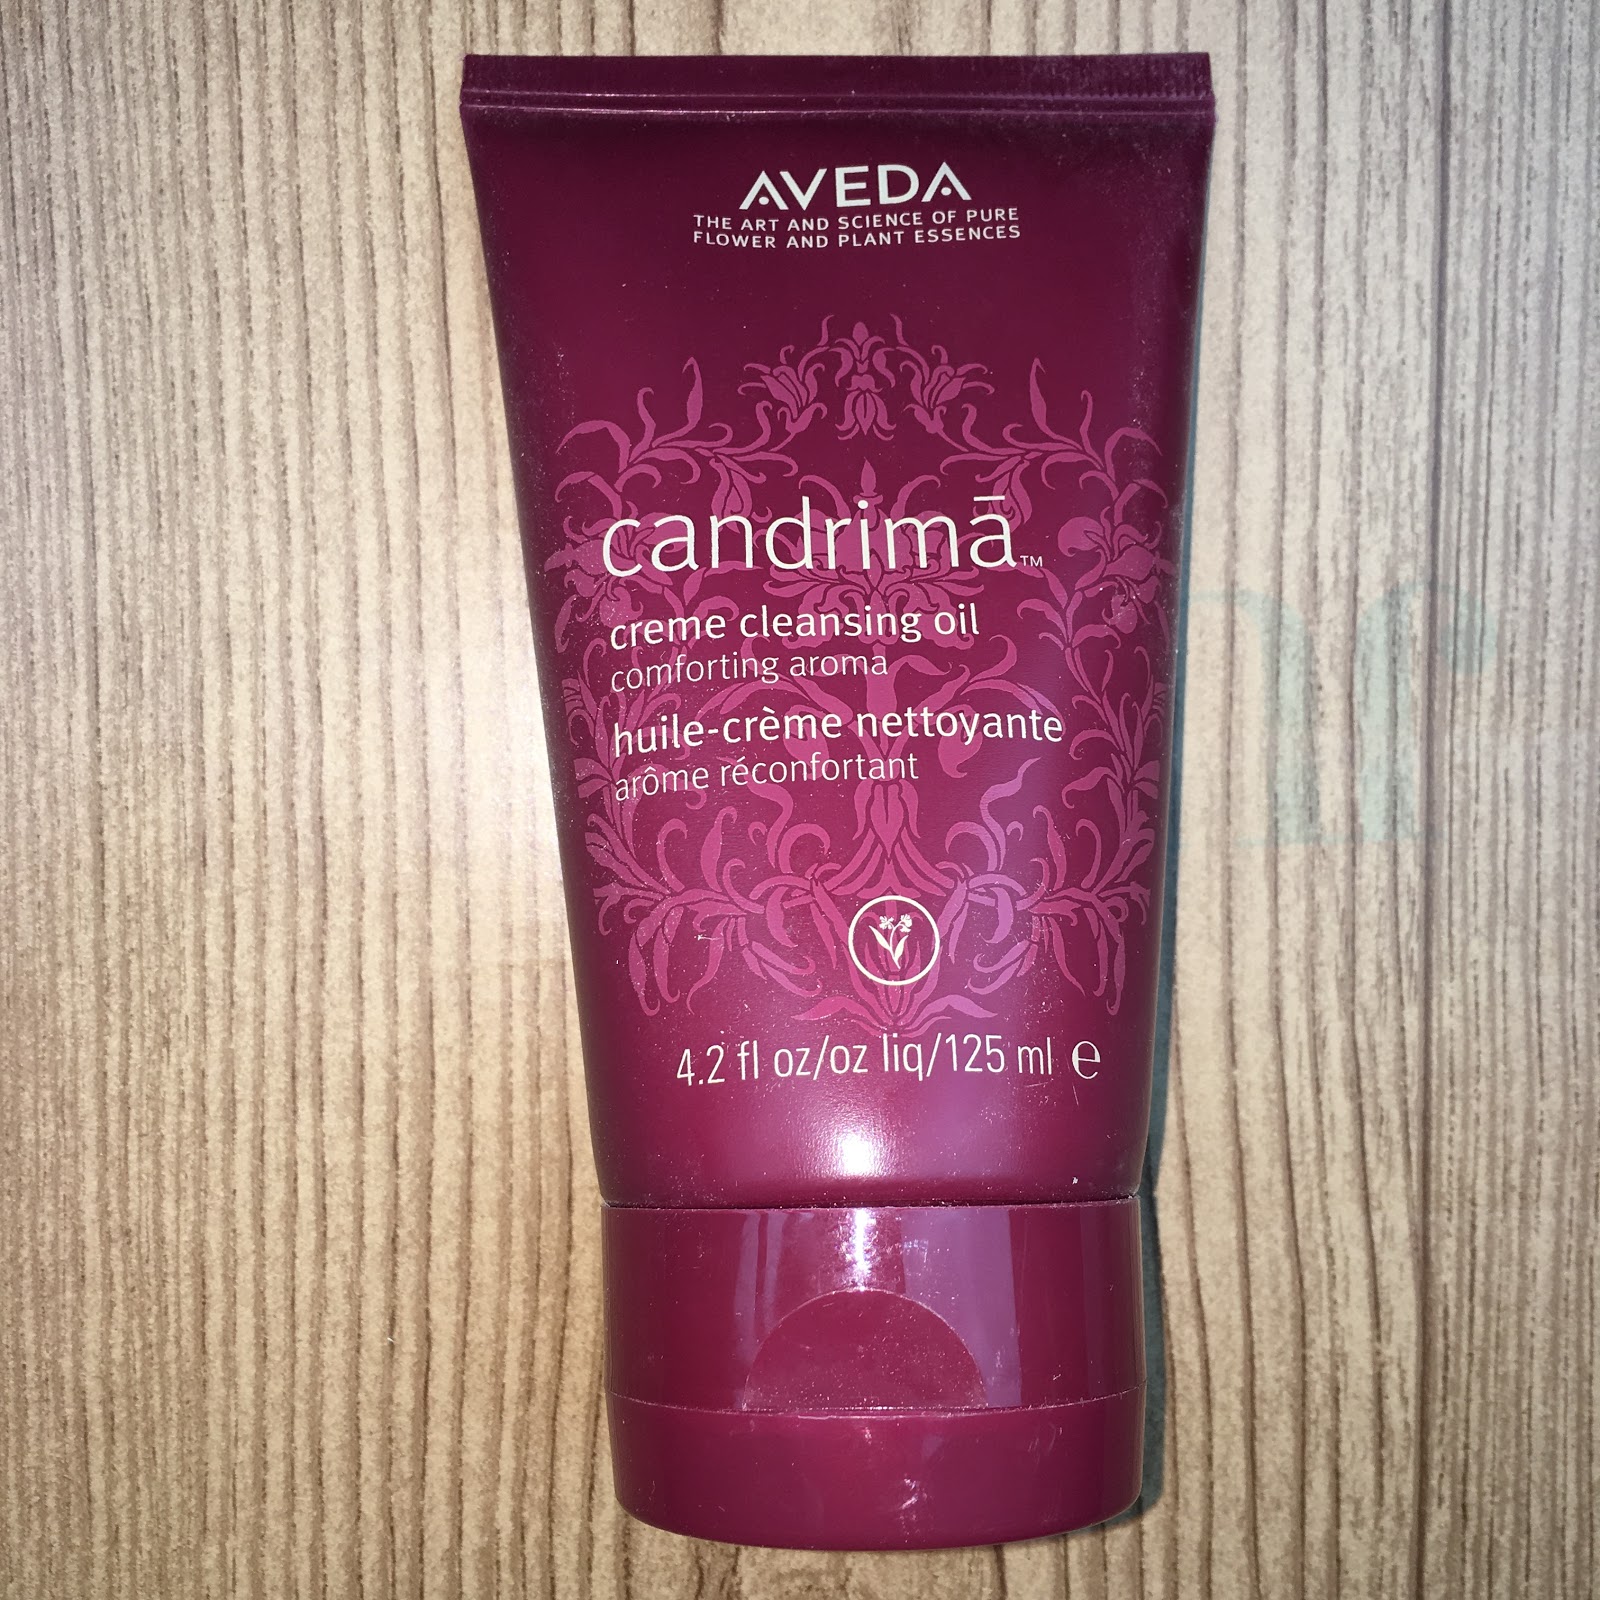 AVEDA
THE ART AND SCIENCE OF PURE
FLOWER AND PLANT ESSENCES
candrimā™
creme cleansing oil
comforting aroma
huile-crème nettoyante
arôme réconfortant
4.2 fl oz/oz liq/125 ml ℮